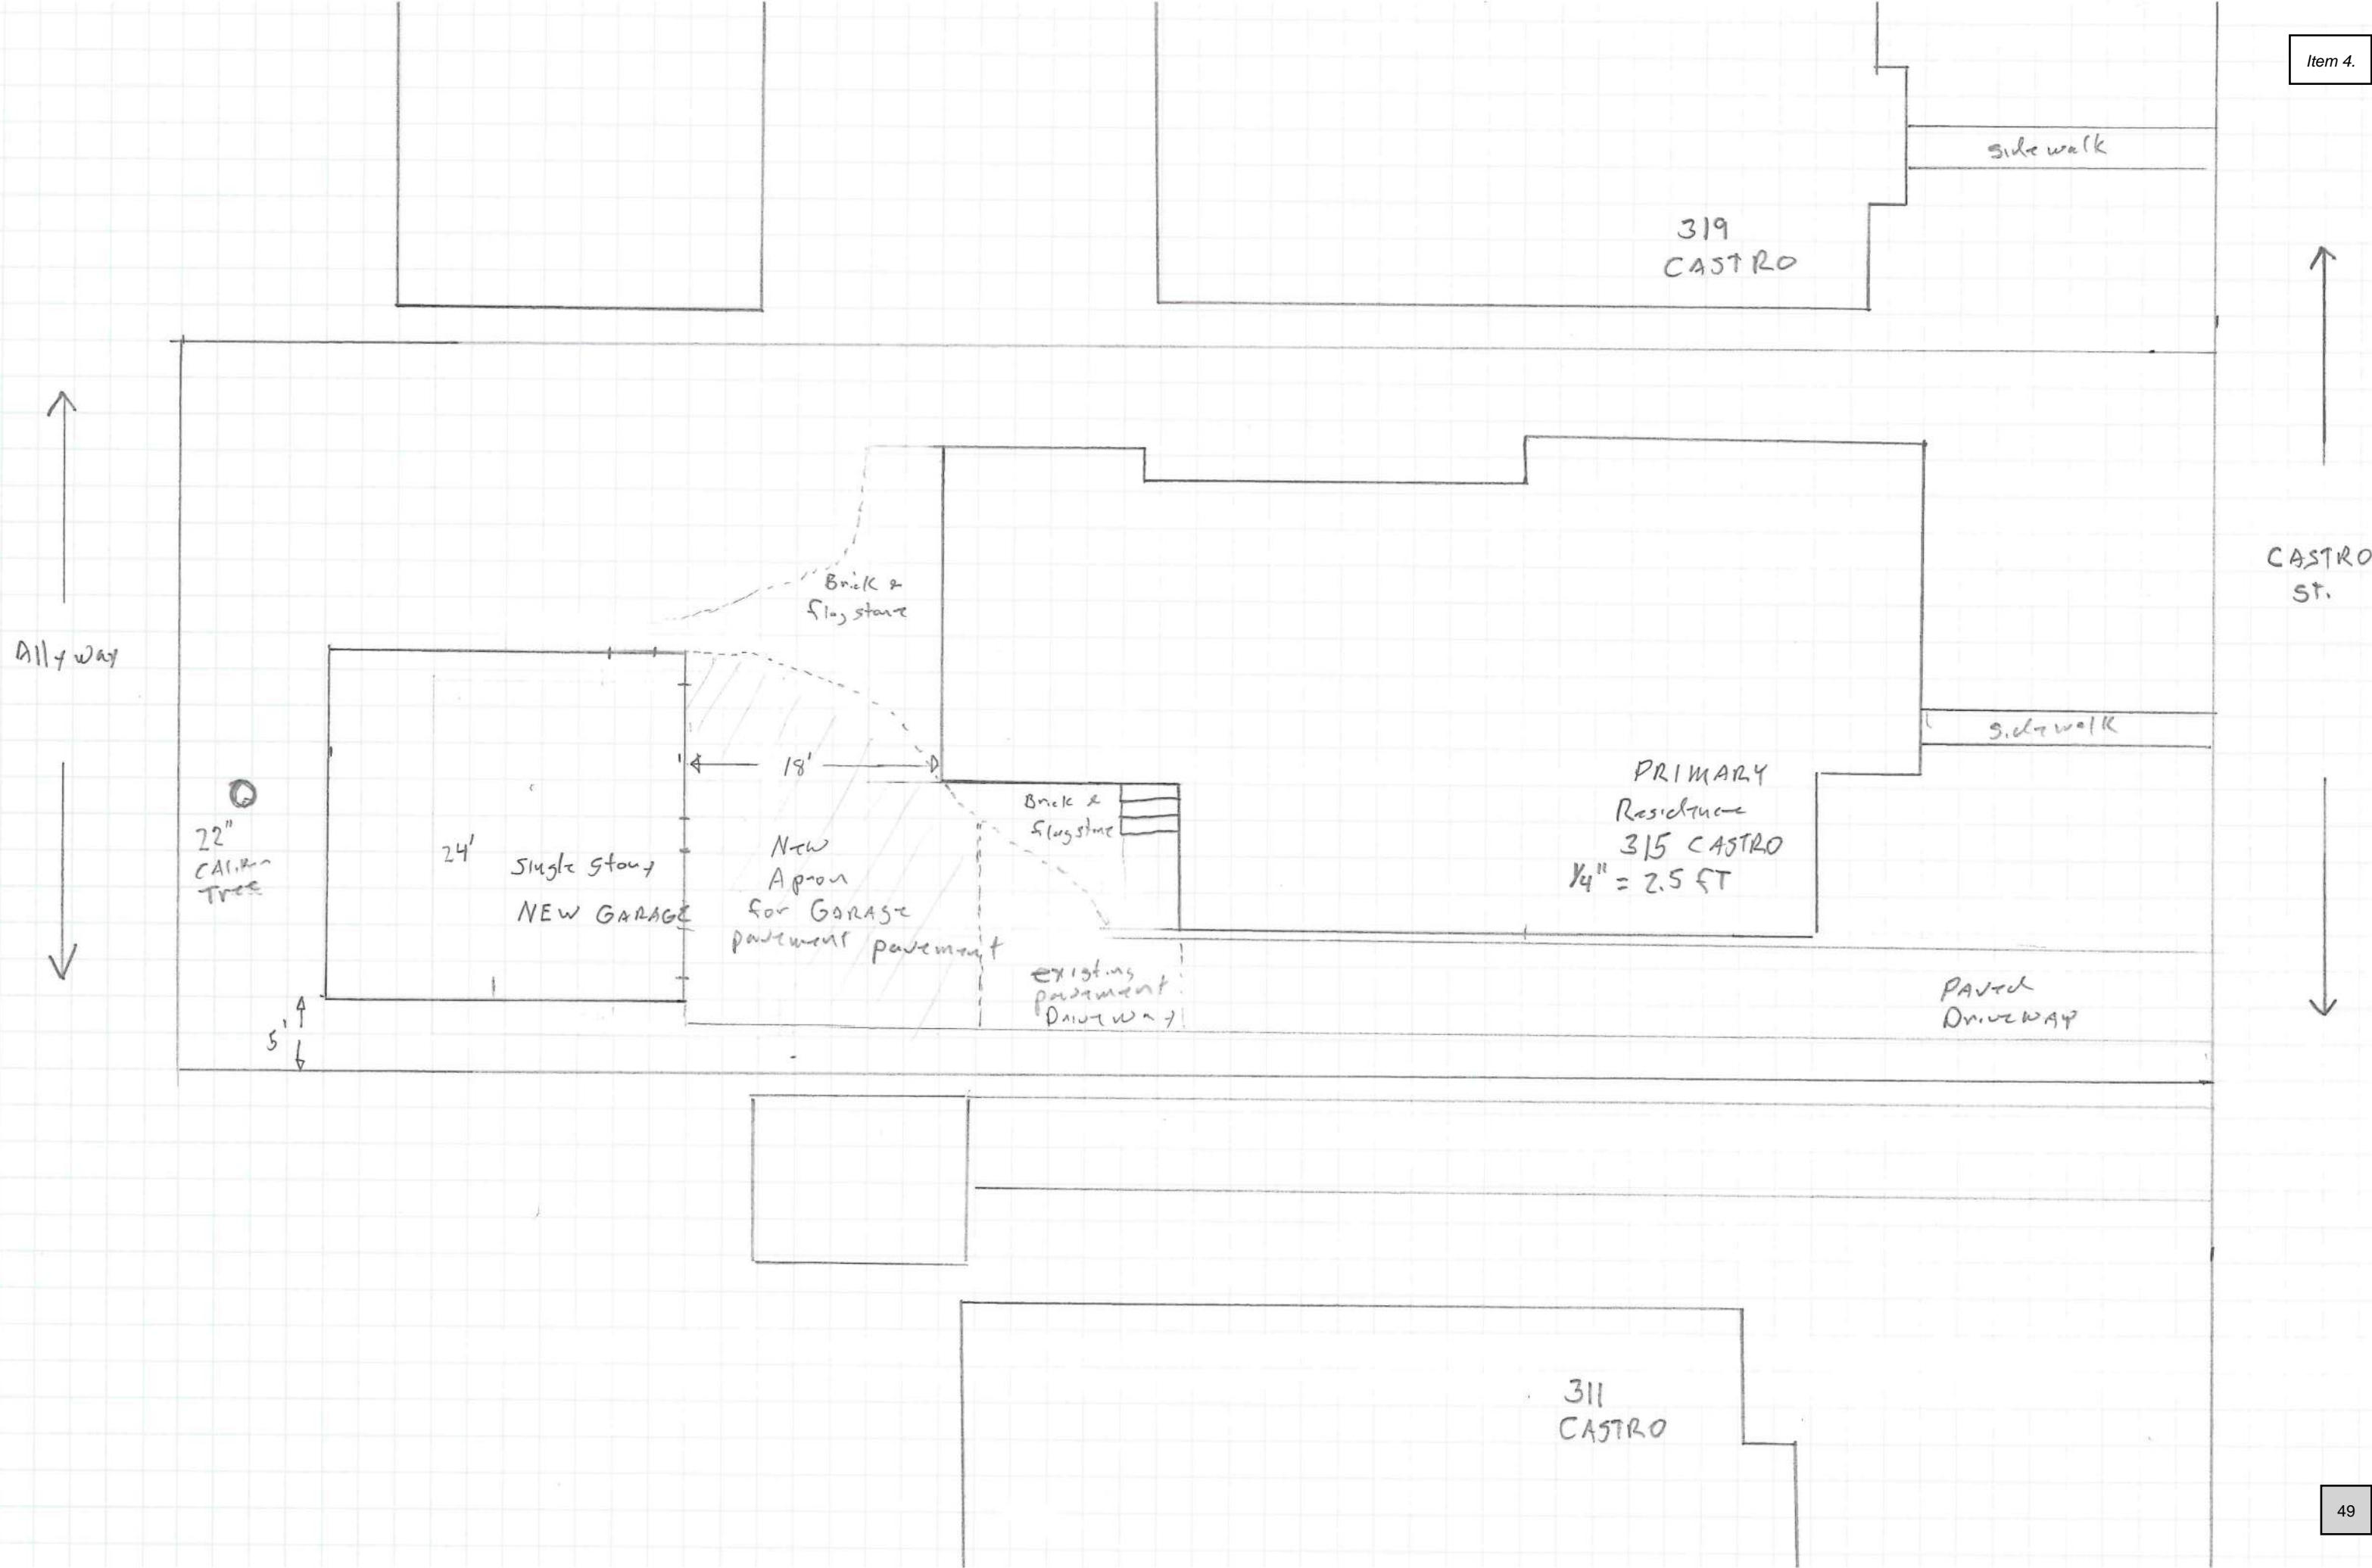 Item 4.
sidewalk
319
CASTRO
CASTRO
St.
Brick &
flagstone
Allyway
sidewalk
18'
PRIMARY
Residence
315 CASTRO
1/4" = 2.5 FT
Brick &
flagstone
22"
Tree
24'
Single Story
NEW GARAGE
New
Apron
for GARAGE
pavement pavement
existing
pavement
Driveway
Paved
Driveway
5'
311
CASTRO
49